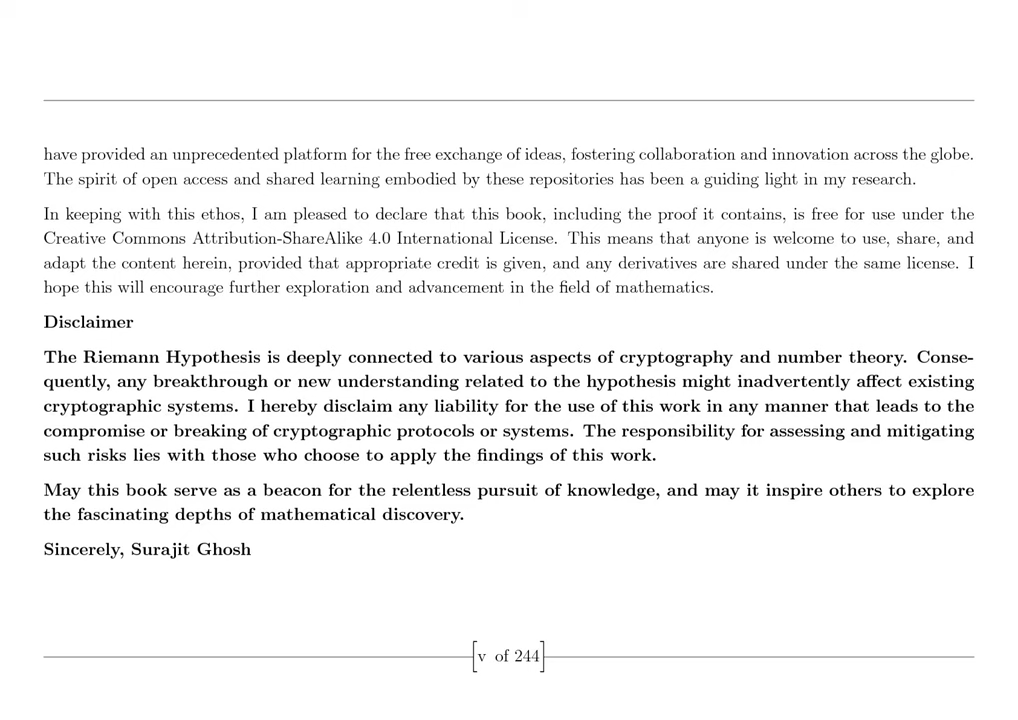 have provided an unprecedented platform for the free exchange of ideas, fostering collaboration and innovation across the globe.
The spirit of open access and shared learning embodied by these repositories has been a guiding light in my research.
In keeping with this ethos, I am pleased to declare that this book, including the proof it contains, is free for use under the
Creative Commons Attribution-ShareAlike 4.0 International License. This means that anyone is welcome to use, share, and
adapt the content herein, provided that appropriate credit is given, and any derivatives are shared under the same license. I
hope this will encourage further exploration and advancement in the field of mathematics.
Disclaimer
The Riemann Hypothesis is deeply connected to various aspects of cryptography and number theory. Conse-
quently, any breakthrough or new understanding related to the hypothesis might inadvertently affect existing
cryptographic systems. I hereby disclaim any liability for the use of this work in any manner that leads to the
compromise or breaking of cryptographic protocols or systems. The responsibility for assessing and mitigating
such risks lies with those who choose to apply the findings of this work.
May this book serve as a beacon for the relentless pursuit of knowledge, and may it inspire others to explore
the fascinating depths of mathematical discovery.
Sincerely, Surajit Ghosh
[v of 244]